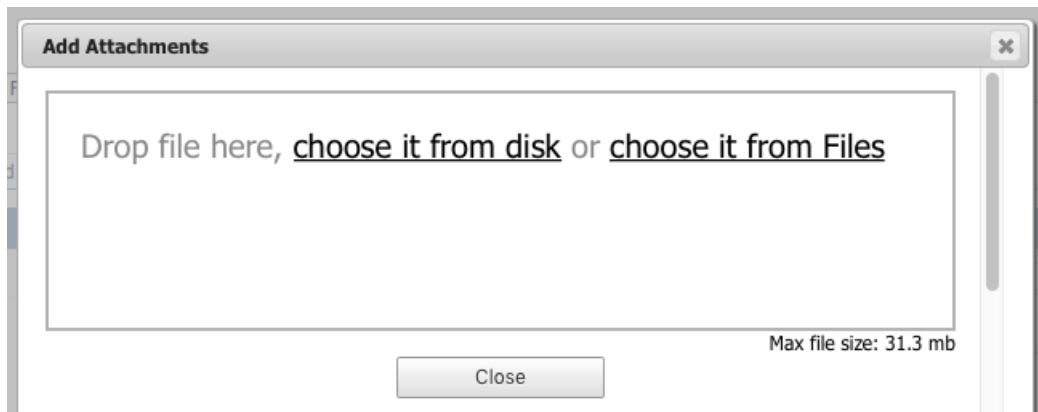 Add Attachments
F
Drop file here, choose it from disk or choose it from Files
d
Max file size: 31.3 mb
Close